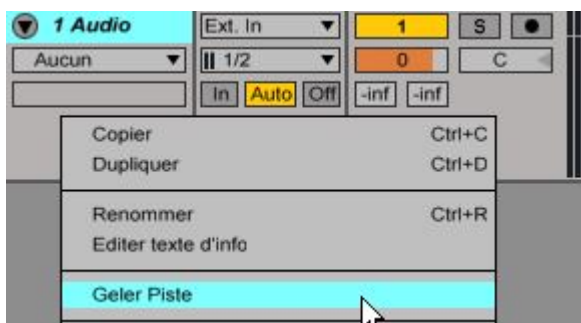 1 Audio Ext. In 1 S
Aucun 1/2 0 C
In Auto Off -inf -inf
Copier Ctrl+C
Dupliquer Ctrl+D
Renommer Ctrl+R
Editer texte d'info
Geler Piste